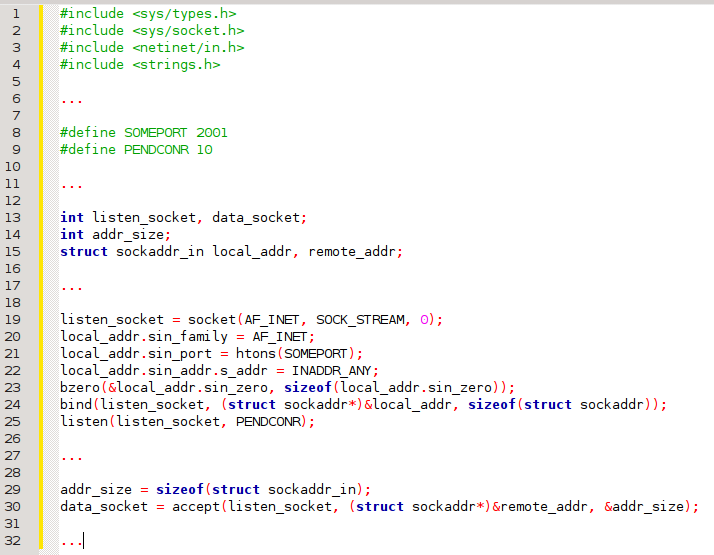 1 #include <sys/types.h>
2 #include <sys/socket.h>
3 #include <netinet/in.h>
4 #include <strings.h>
5
6 ...
7
8 #define SOMEPORT 2001
9 #define PENDCONR 10
10
11 ...
12
13 int listen_socket, data_socket;
14 int addr_size;
15 struct sockaddr_in local_addr, remote_addr;
16
17 ...
18
19 listen_socket = socket(AF_INET, SOCK_STREAM, 0);
20 local_addr.sin_family = AF_INET;
21 local_addr.sin_port = htons(SOMEPORT);
22 local_addr.sin_addr.s_addr = INADDR_ANY;
23 bzero(&local_addr.sin_zero, sizeof(local_addr.sin_zero));
24 bind(listen_socket, (struct sockaddr*)&local_addr, sizeof(struct sockaddr));
25 listen(listen_socket, PENDCONR);
26
27 ...
28
29 addr_size = sizeof(struct sockaddr_in);
30 data_socket = accept(listen_socket, (struct sockaddr*)&remote_addr, &addr_size);
31
32 ...